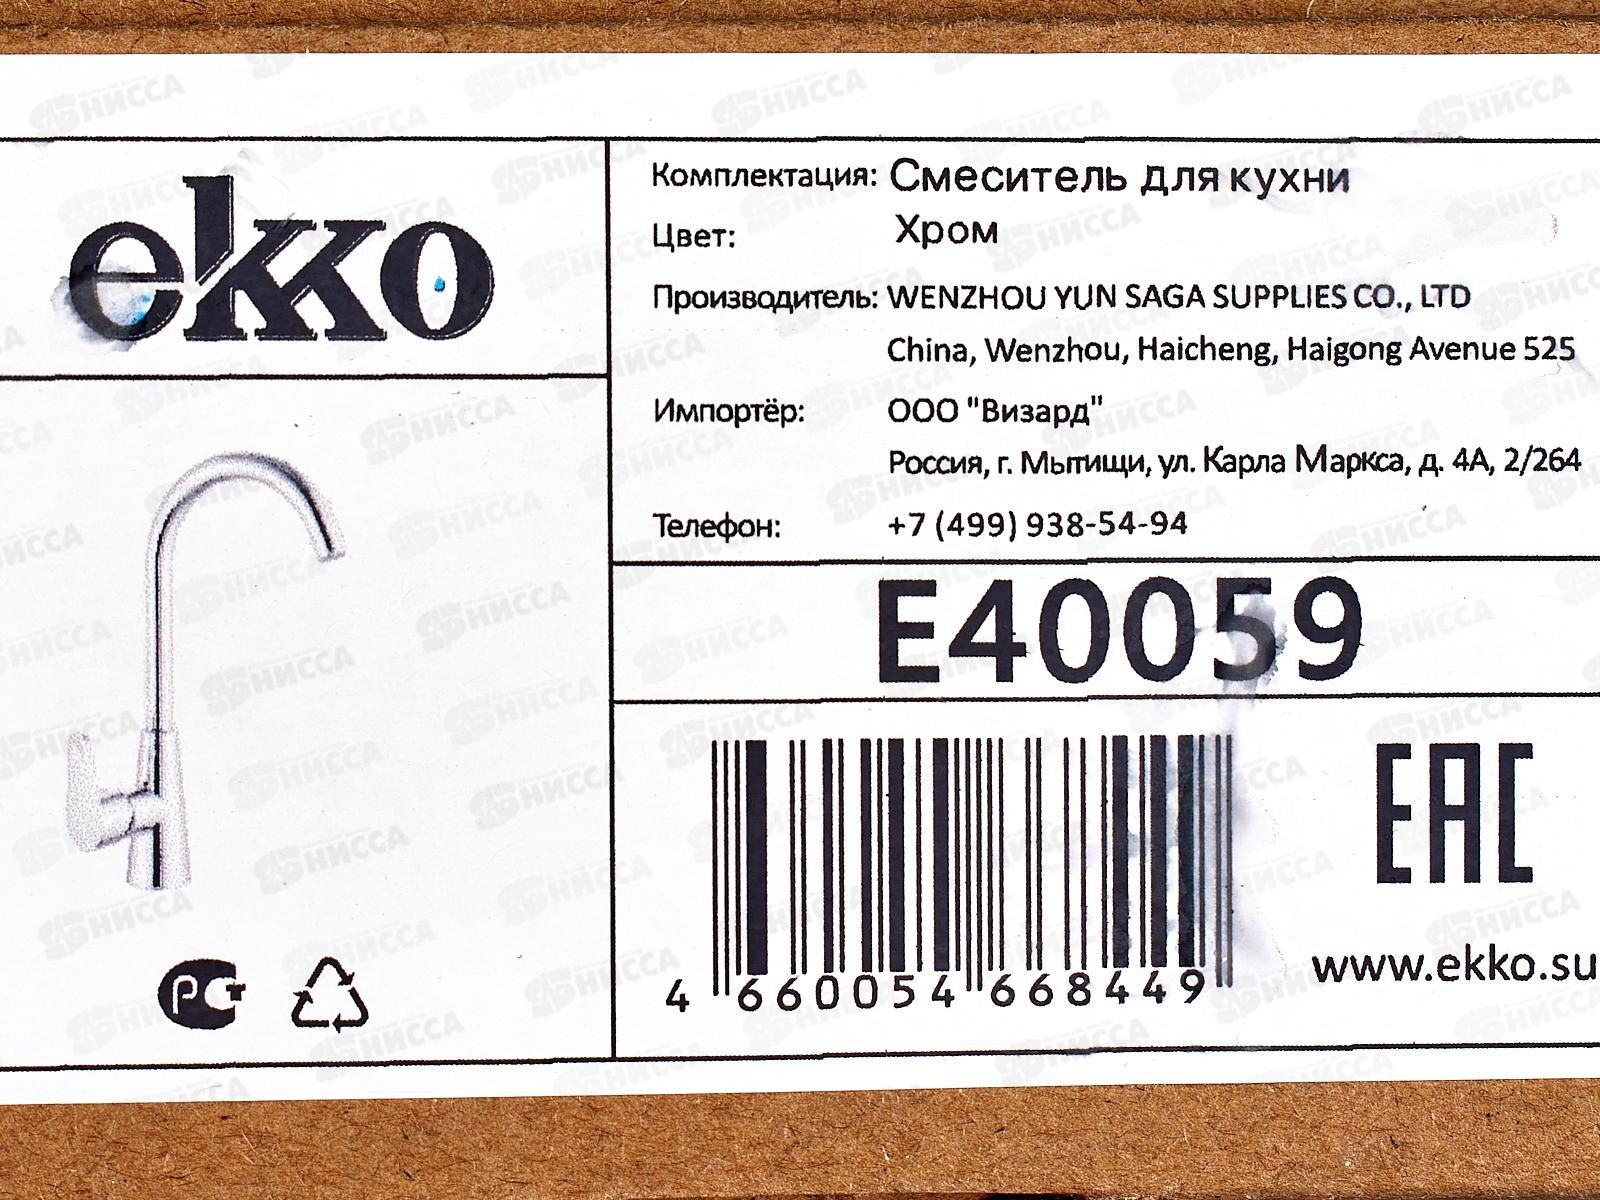 ekko
Комплектация: Смеситель для кухни
Цвет: Хром
Производитель: WENZHOU YUN SAGA SUPPLIES CO., LTD
China, Wenzhou, Haicheng, Haigong Avenue 525
Импортёр: ООО "Визард"
Россия, г. Мытищи, ул. Карла Маркса, д. 4А, 2/264
Телефон: +7 (499) 938-54-94
E40059
EAC
www.ekko.su
4 660054 668449
РСТ
НИССА